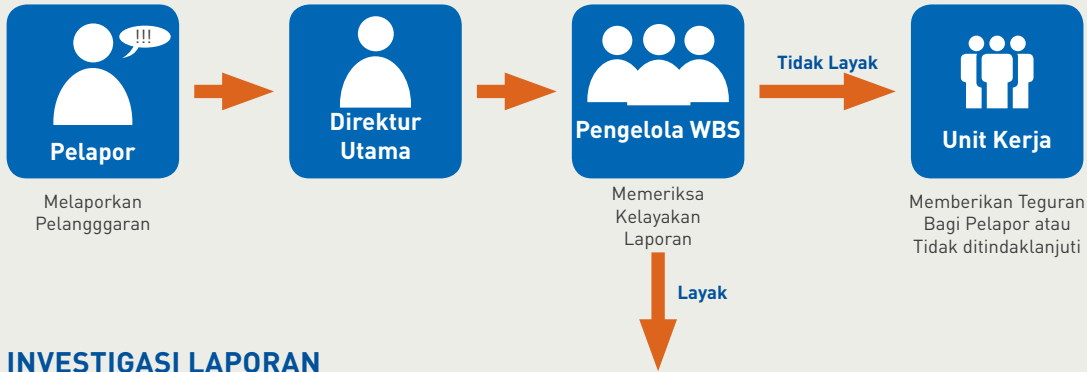 !!!
Pelapor
Melaporkan
Pelangggaran
Direktur
Utama
Pengelola WBS
Memeriksa
Kelayakan
Laporan
Tidak Layak
Unit Kerja
Memberikan Teguran
Bagi Pelapor atau
Tidak ditindaklanjuti
Layak
INVESTIGASI LAPORAN